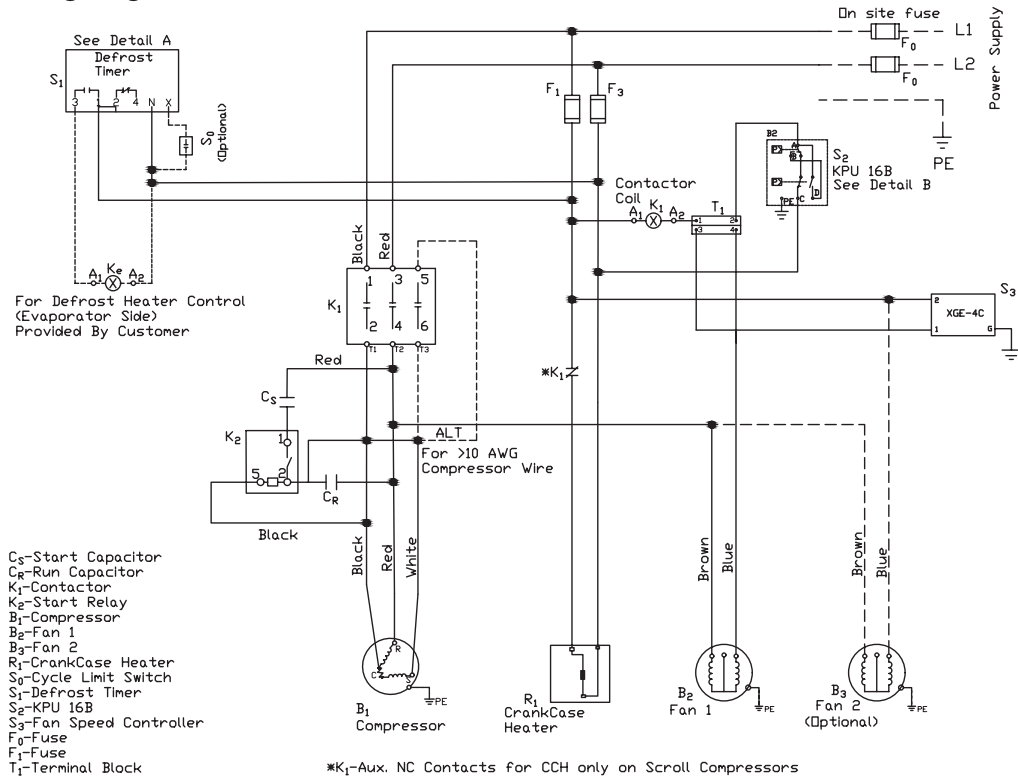 On site fuse
F0
L1
F0
L2
Power Supply
PE
See Detail A
Defrost
Timer
S1
3 1 2 4 N X
S0
(Optional)
F1
F3
B2
A
P>
B
P>
D
PE C
S2
KPU 16B
See Detail B
Contactor
Coil
A1 K1 A2
T1
1 2
3 4
Black
Red
A1 Ke A2
For Defrost Heater Control
(Evaporator Side)
Provided By Customer
K1
1 3 5
2 4 6
T1 T2 T3
S3
2
XGE-4C
1
G
Red
*K1
CS
K2
1
5 2
CR
ALT
For >10 AWG
Compressor Wire
Black
Black
Red
White
Brown
Blue
Brown
Blue
CS-Start Capacitor
CR-Run Capacitor
K1-Contactor
K2-Start Relay
B1-Compressor
B2-Fan 1
B3-Fan 2
R1-CrankCase Heater
S0-Cycle Limit Switch
S1-Defrost Timer
S2-KPU 16B
S3-Fan Speed Controller
F0-Fuse
F1-Fuse
T1-Terminal Block
R
C
S
PE
B1
Compressor
R1
CrankCase
Heater
B2
Fan 1
PE
B3
Fan 2
(Optional)
PE
*K1-Aux. NC Contacts for CCH only on Scroll Compressors